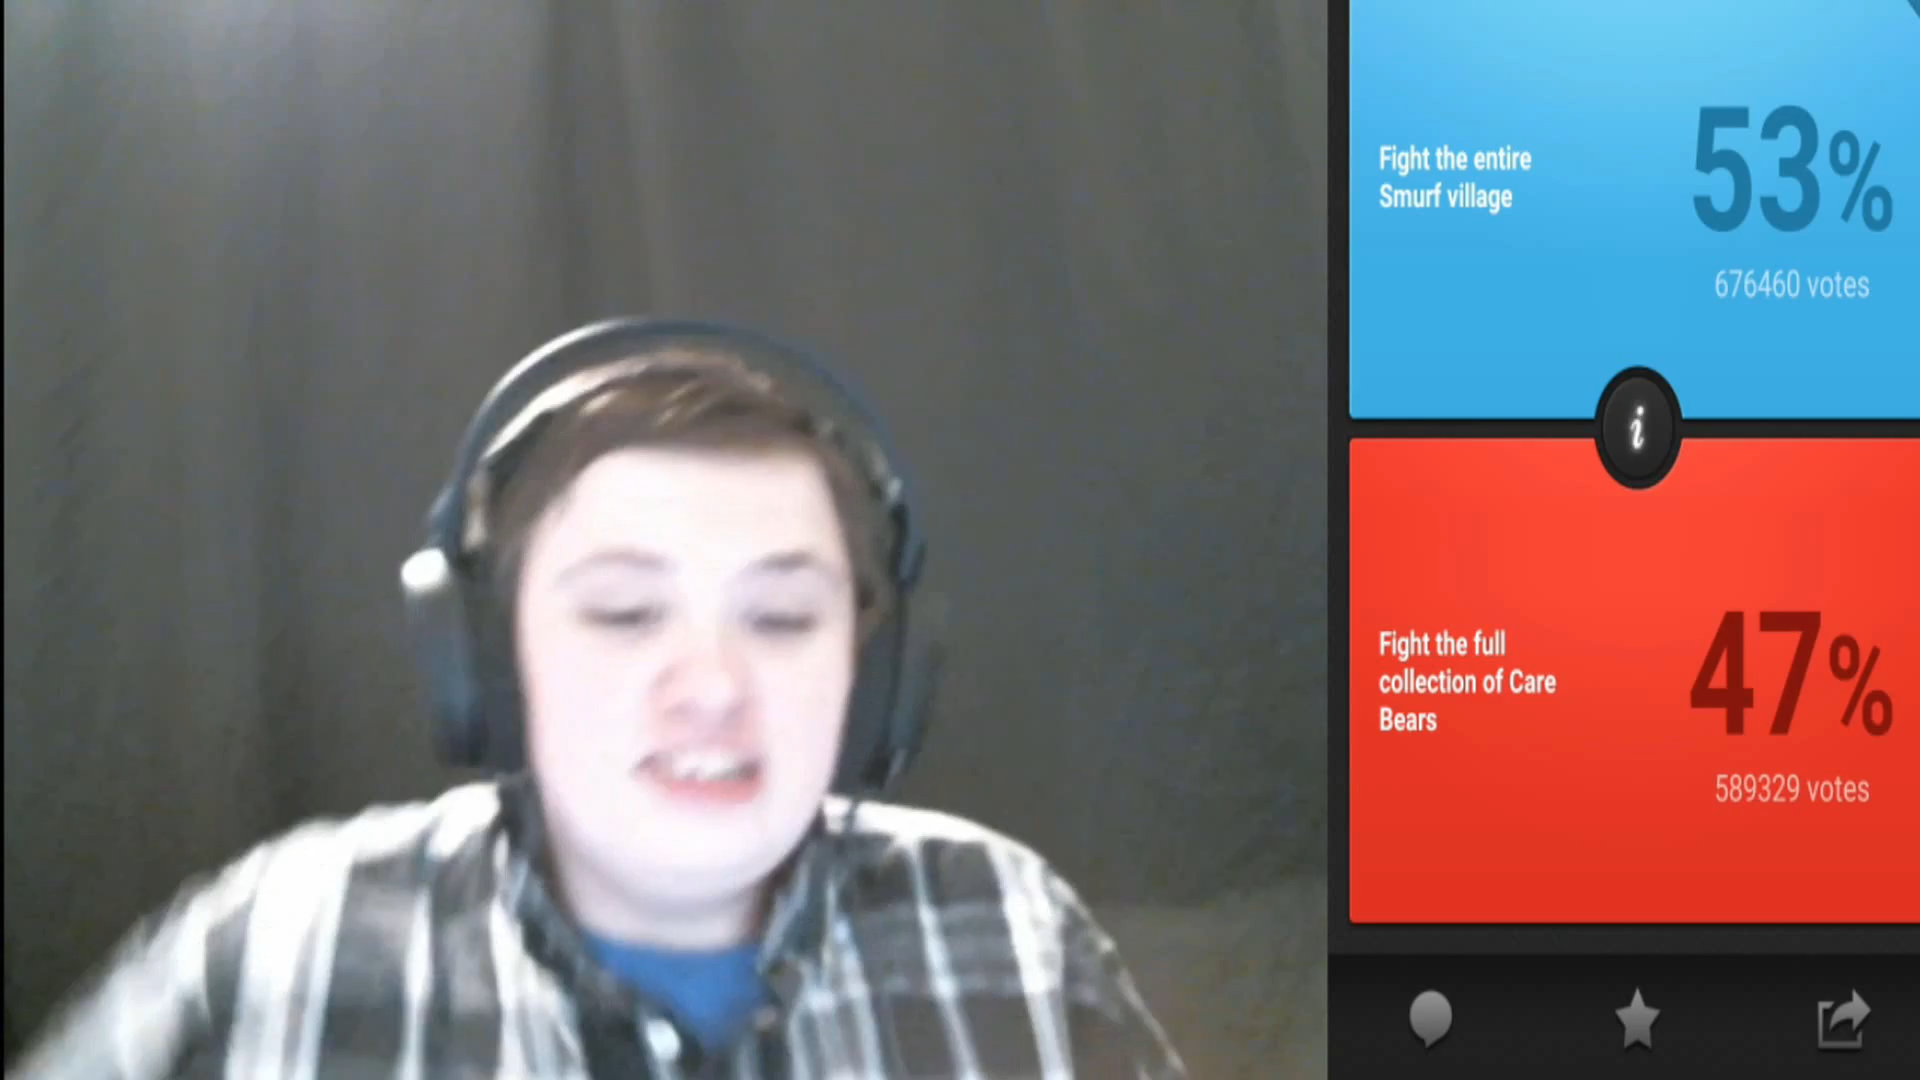 Fight the entire
Smurf village
53%
676460 votes
i
Fight the full
collection of Care
Bears
47%
589329 votes